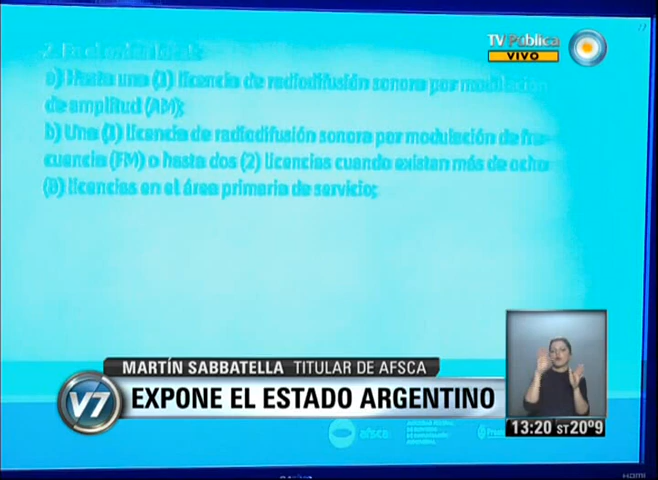 TV Pública
VIVO
2. En el orden local:
a) Hasta una (1) licencia de radiodifusión sonora por modulación
de amplitud (AM);
b) Una (1) licencia de radiodifusión sonora por modulación de fre-
cuencia (FM) o hasta dos (2) licencias cuando existan más de ocho
(8) licencias en el área primaria de servicio;
MARTÍN SABBATELLA TITULAR DE AFSCA
V7 EXPONE EL ESTADO ARGENTINO
afsca
13:20 ST 20º9
HDMI